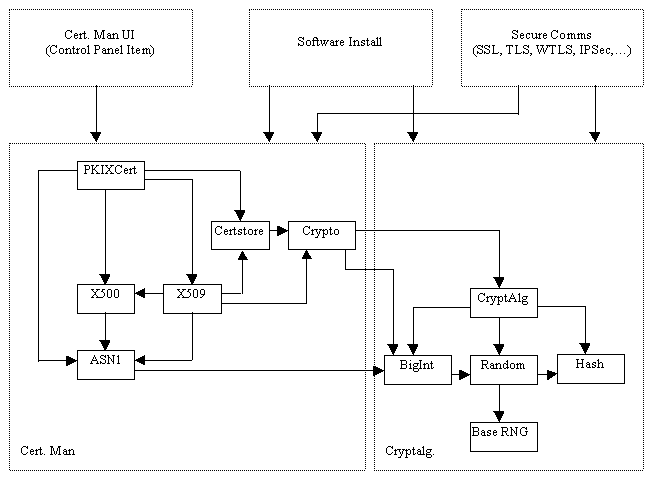 Cert. Man UI
(Control Panel Item)
Software Install
Secure Comms
(SSL, TLS, WTLS, IPSec,...)
PKIXCert
Certstore
Crypto
X500
X509
CryptAlg
ASN1
BigInt
Random
Hash
Base RNG
Cert. Man
Cryptalg.